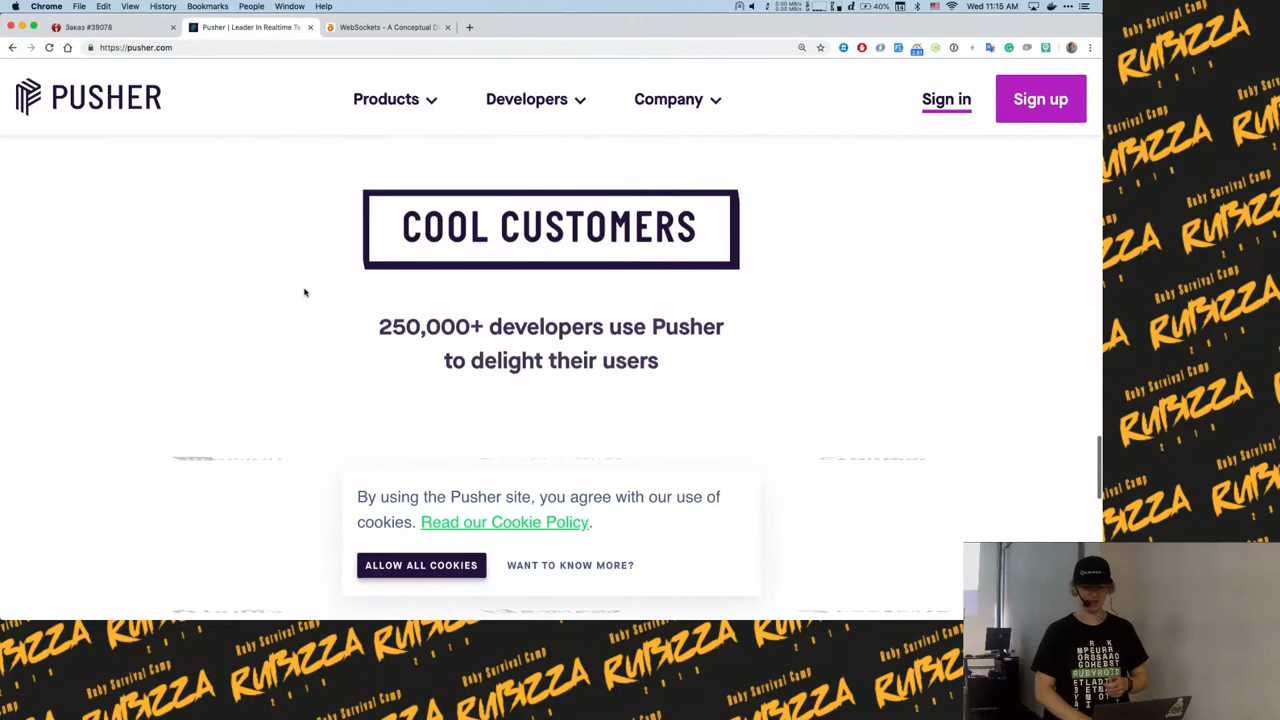 Chrome File Edit View History Bookmarks People Window Help
40% Wed 11:15 AM
Заказ #39078
Pusher | Leader In Realtime Te
WebSockets – A Conceptual D
https://pusher.com
PUSHER
Products
Developers
Company
Sign in
Sign up
COOL CUSTOMERS
250,000+ developers use Pusher
to delight their users
By using the Pusher site, you agree with our use of
cookies. Read our Cookie Policy.
ALLOW ALL COOKIES
WANT TO KNOW MORE?
Ruby Survival Camp
RUBIZZA
2018